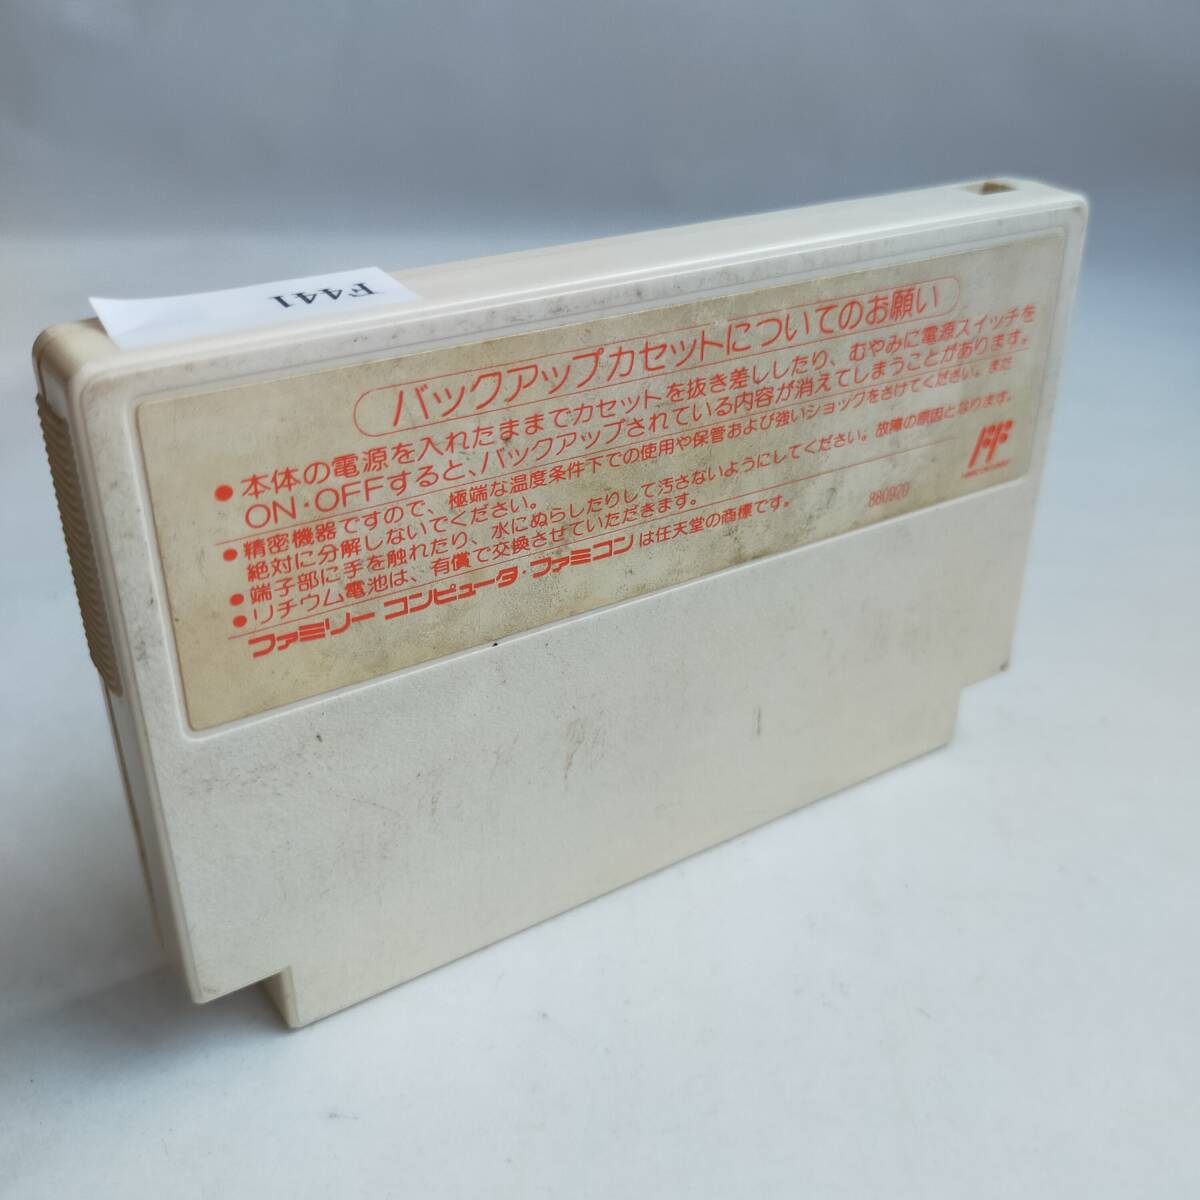 F441
バックアップカセットについてのお願い
●本体の電源を入れたままでカセットを抜き差ししたり、むやみに電源スイッチを
ON・OFFすると、バックアップされている内容が消えてしまうことがあります。
●精密機器ですので、極端な温度条件下での使用や保管および強いショックをさけてください。また
絶対に分解しないでください。
●端子部に手を触れたり、水にぬらしたりして汚さないようにしてください。故障の原因となります。
●リチウム電池は、有償で交換させていただきます。
ファミリーコンピュータ・ファミコンは任天堂の商標です。
880920
FF